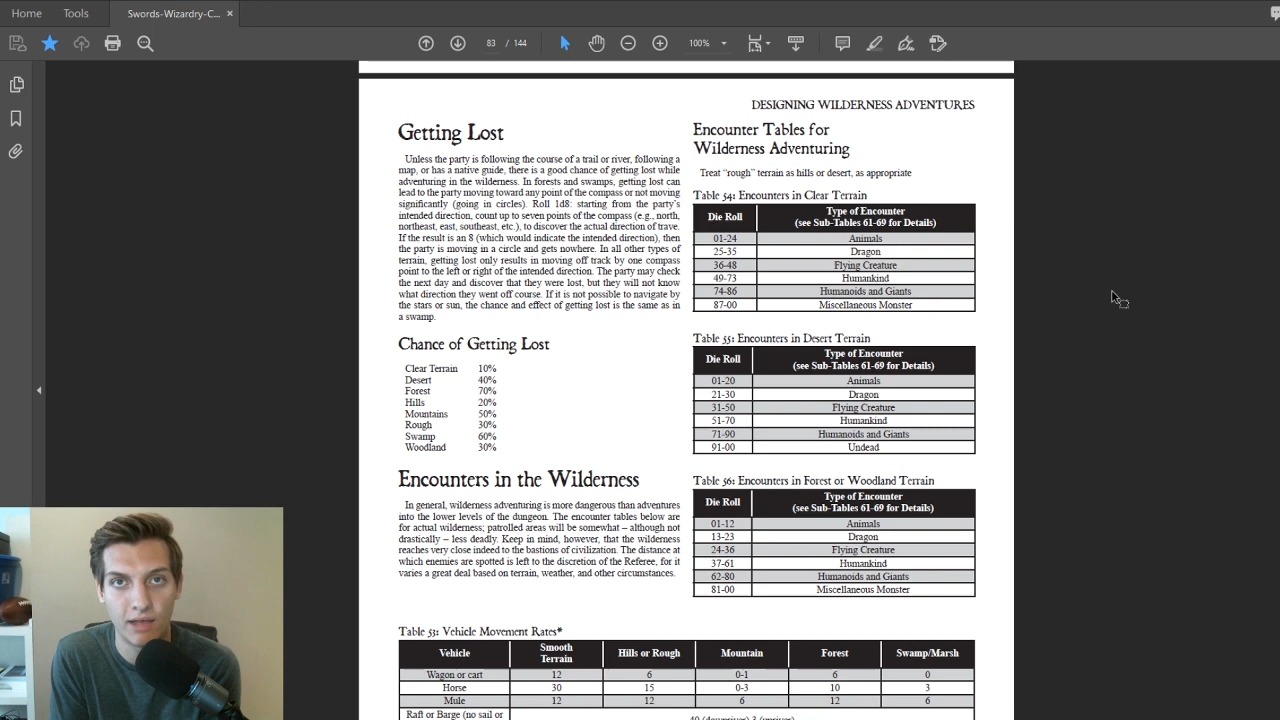 Home
Tools
Swords-Wizardry-C... ×
83 / 144
100%
DESIGNING WILDERNESS ADVENTURES
Getting Lost
Unless the party is following the course of a trail or river, following a
map, or has a native guide, there is a good chance of getting lost while
adventuring in the wilderness. In forests and swamps, getting lost can
lead to the party moving toward any point of the compass or not moving
significantly (going in circles). Roll 1d8: starting from the party's
intended direction, count up to seven points of the compass (e.g., north,
northeast, east, southeast, etc.), to discover the actual direction of trave.
If the result is an 8 (which would indicate the intended direction), then
the party is moving in a circle and gets nowhere. In all other types of
terrain, getting lost only results in moving off track by one compass
point to the left or right of the intended direction. The party may check
the next day and discover that they were lost, but they will not know
what direction they went off course. If it is not possible to navigate by
the stars or sun, the chance and effect of getting lost is the same as in
a swamp.
Chance of Getting Lost
Clear Terrain 10%
Desert 40%
Forest 70%
Hills 20%
Mountains 50%
Rough 30%
Swamp 60%
Woodland 30%
Encounters in the Wilderness
In general, wilderness adventuring is more dangerous than adventures
into the lower levels of the dungeon. The encounter tables below are
for actual wilderness; patrolled areas will be somewhat – although not
drastically – less deadly. Keep in mind, however, that the wilderness
reaches very close indeed to the bastions of civilization. The distance at
which enemies are spotted is left to the discretion of the Referee, for it
varies a great deal based on terrain, weather, and other circumstances.
Encounter Tables for
Wilderness Adventuring
Treat “rough” terrain as hills or desert, as appropriate
Table 54: Encounters in Clear Terrain
Die Roll Type of Encounter
(see Sub-Tables 61-69 for Details)
01-24 Animals
25-35 Dragon
36-48 Flying Creature
49-73 Humankind
74-86 Humanoids and Giants
87-00 Miscellaneous Monster
Table 55: Encounters in Desert Terrain
Die Roll Type of Encounter
(see Sub-Tables 61-69 for Details)
01-20 Animals
21-30 Dragon
31-50 Flying Creature
51-70 Humankind
71-90 Humanoids and Giants
91-00 Undead
Table 56: Encounters in Forest or Woodland Terrain
Die Roll Type of Encounter
(see Sub-Tables 61-69 for Details)
01-12 Animals
13-23 Dragon
24-36 Flying Creature
37-61 Humankind
62-80 Humanoids and Giants
81-00 Miscellaneous Monster
Table 53: Vehicle Movement Rates*
Vehicle Smooth Terrain Hills or Rough Mountain Forest Swamp/Marsh
Wagon or cart 12 6 0-1 6 0
Horse 30 15 0-3 10 3
Mule 12 12 6 12 6
Raft or Barge (no sail or
40 (downriver) 3 (upriver)